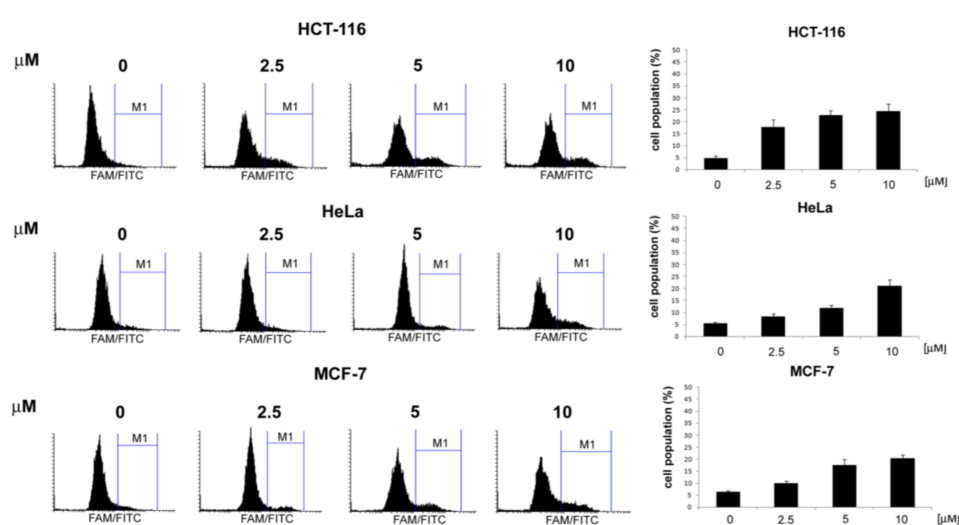 HCT-116
μM 0 2.5 5 10
M1 M1 M1 M1
FAM/FITC FAM/FITC FAM/FITC FAM/FITC
HCT-116
cell population (%)
50
45
40
35
30
25
20
15
10
5
0
0 2.5 5 10 [μM]
HeLa
μM 0 2.5 5 10
M1 M1 M1 M1
FAM/FITC FAM/FITC FAM/FITC FAM/FITC
HeLa
cell population (%)
50
45
40
35
30
25
20
15
10
5
0
0 2.5 5 10 [μM]
MCF-7
μM 0 2.5 5 10
M1 M1 M1 M1
FAM/FITC FAM/FITC FAM/FITC FAM/FITC
MCF-7
cell population (%)
50
45
40
35
30
25
20
15
10
5
0
0 2.5 5 10 [μM]